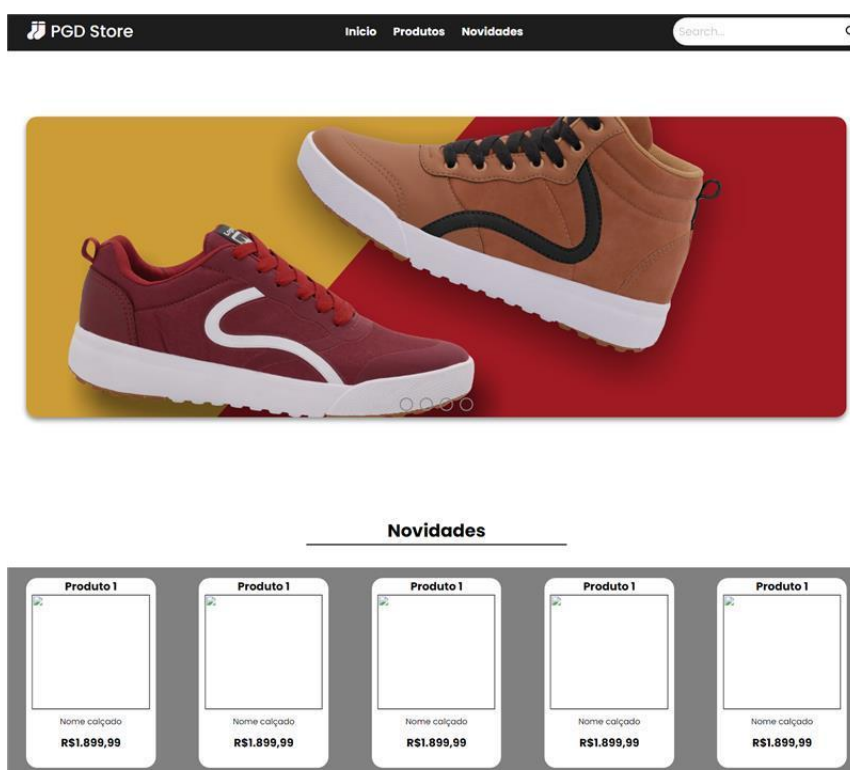 PGD Store
Inicio Produtos Novidades
Search...
Novidades
Produto 1 Produto 1 Produto 1 Produto 1 Produto 1
Nome calçado Nome calçado Nome calçado Nome calçado Nome calçado
R$1.899,99 R$1.899,99 R$1.899,99 R$1.899,99 R$1.899,99